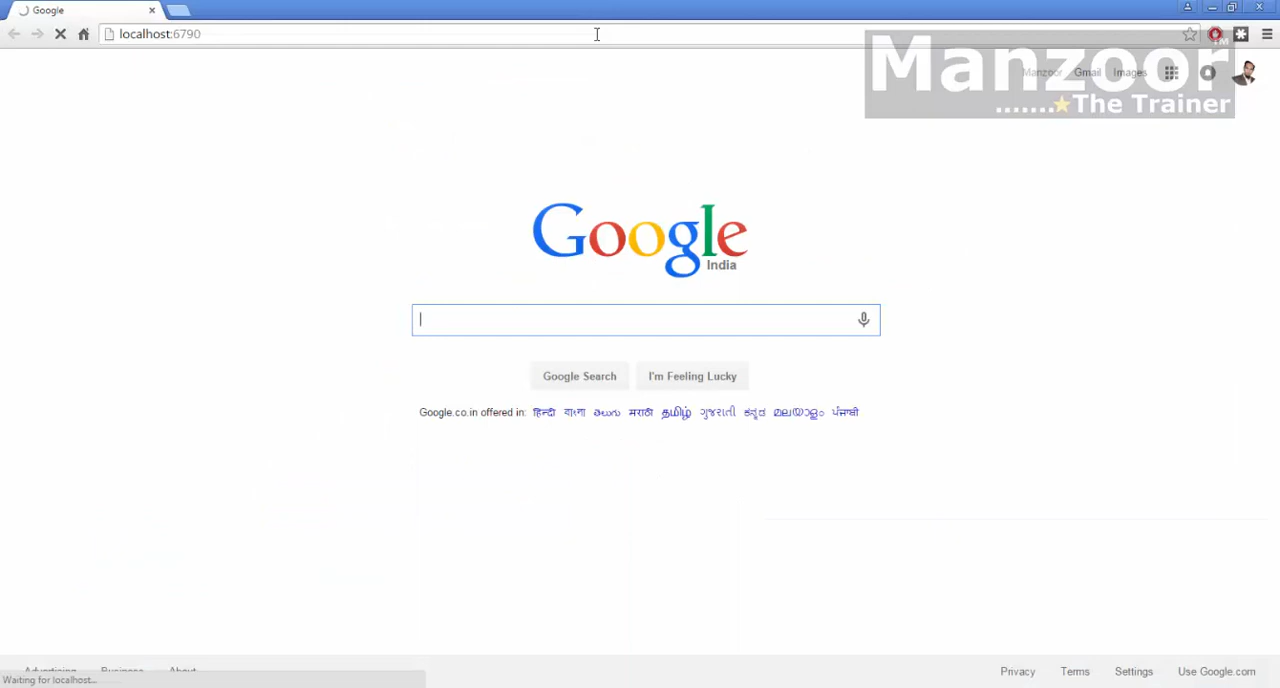 Google
localhost:6790
Manzoor
.......The Trainer
TM
Manzoor Gmail Images
Google
India
Google Search
I'm Feeling Lucky
Google.co.in offered in: हिन्दी বাংলা తెలుగు मराठी தமிழ் ગુજરાતી ಕನ್ನಡ മലയാളം ਪੰਜਾਬੀ
Advertising Business About
Privacy Terms Settings Use Google.com
Waiting for localhost...